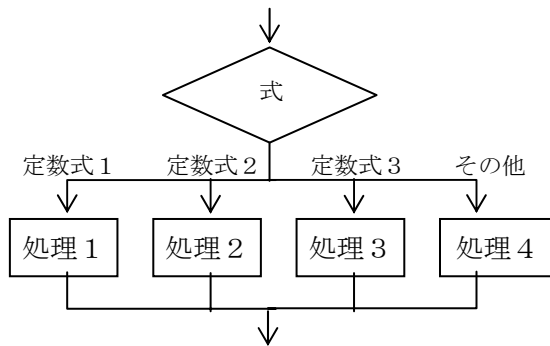 式
定数式１ 定数式２ 定数式３ その他
処理１ 処理２ 処理３ 処理４